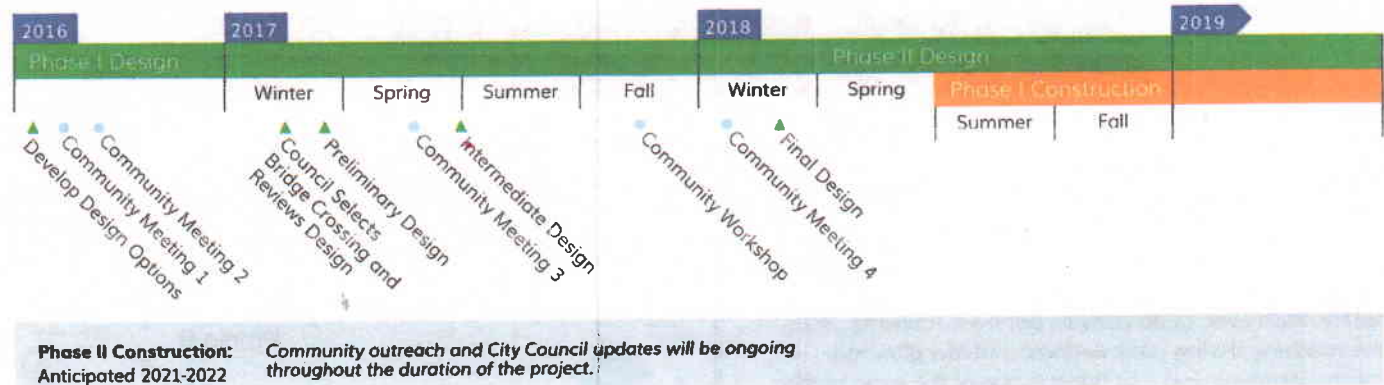 2016
2017
2018
2019
Phase I Design
Phase II Design
Winter
Spring
Summer
Fall
Winter
Spring
Phase I Construction
Summer
Fall
Develop Design Options
Community Meeting 1
Community Meeting 2
Council Selects
Bridge Crossing and
Reviews Design
Preliminary Design
Community Meeting 3
Intermediate Design
Community Workshop
Community Meeting 4
Final Design
Phase II Construction:
Anticipated 2021-2022
Community outreach and City Council updates will be ongoing
throughout the duration of the project.